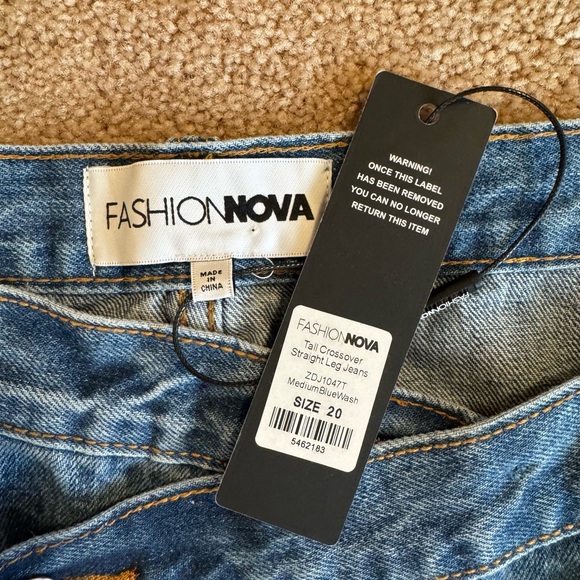 FASHIONNOVA
MADE
IN
CHINA
WARNING!
ONCE THIS LABEL
HAS BEEN REMOVED
YOU CAN NO LONGER
RETURN THIS ITEM
FASHIONNOVA
Tall Crossover
Straight Leg Jeans
ZDJ1047T
MediumBlueWash
SIZE 20
5462183